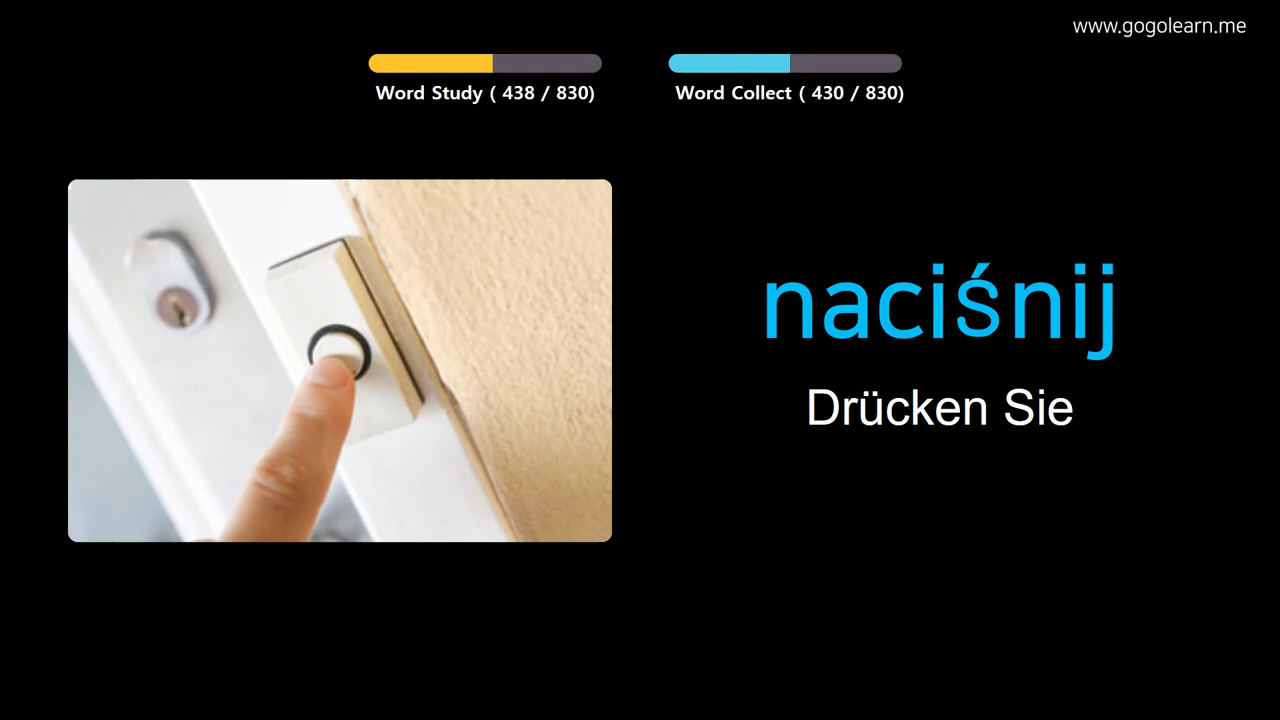 www.gogolearn.me
Word Study ( 438 / 830)
Word Collect ( 430 / 830)
naciśnij
Drücken Sie